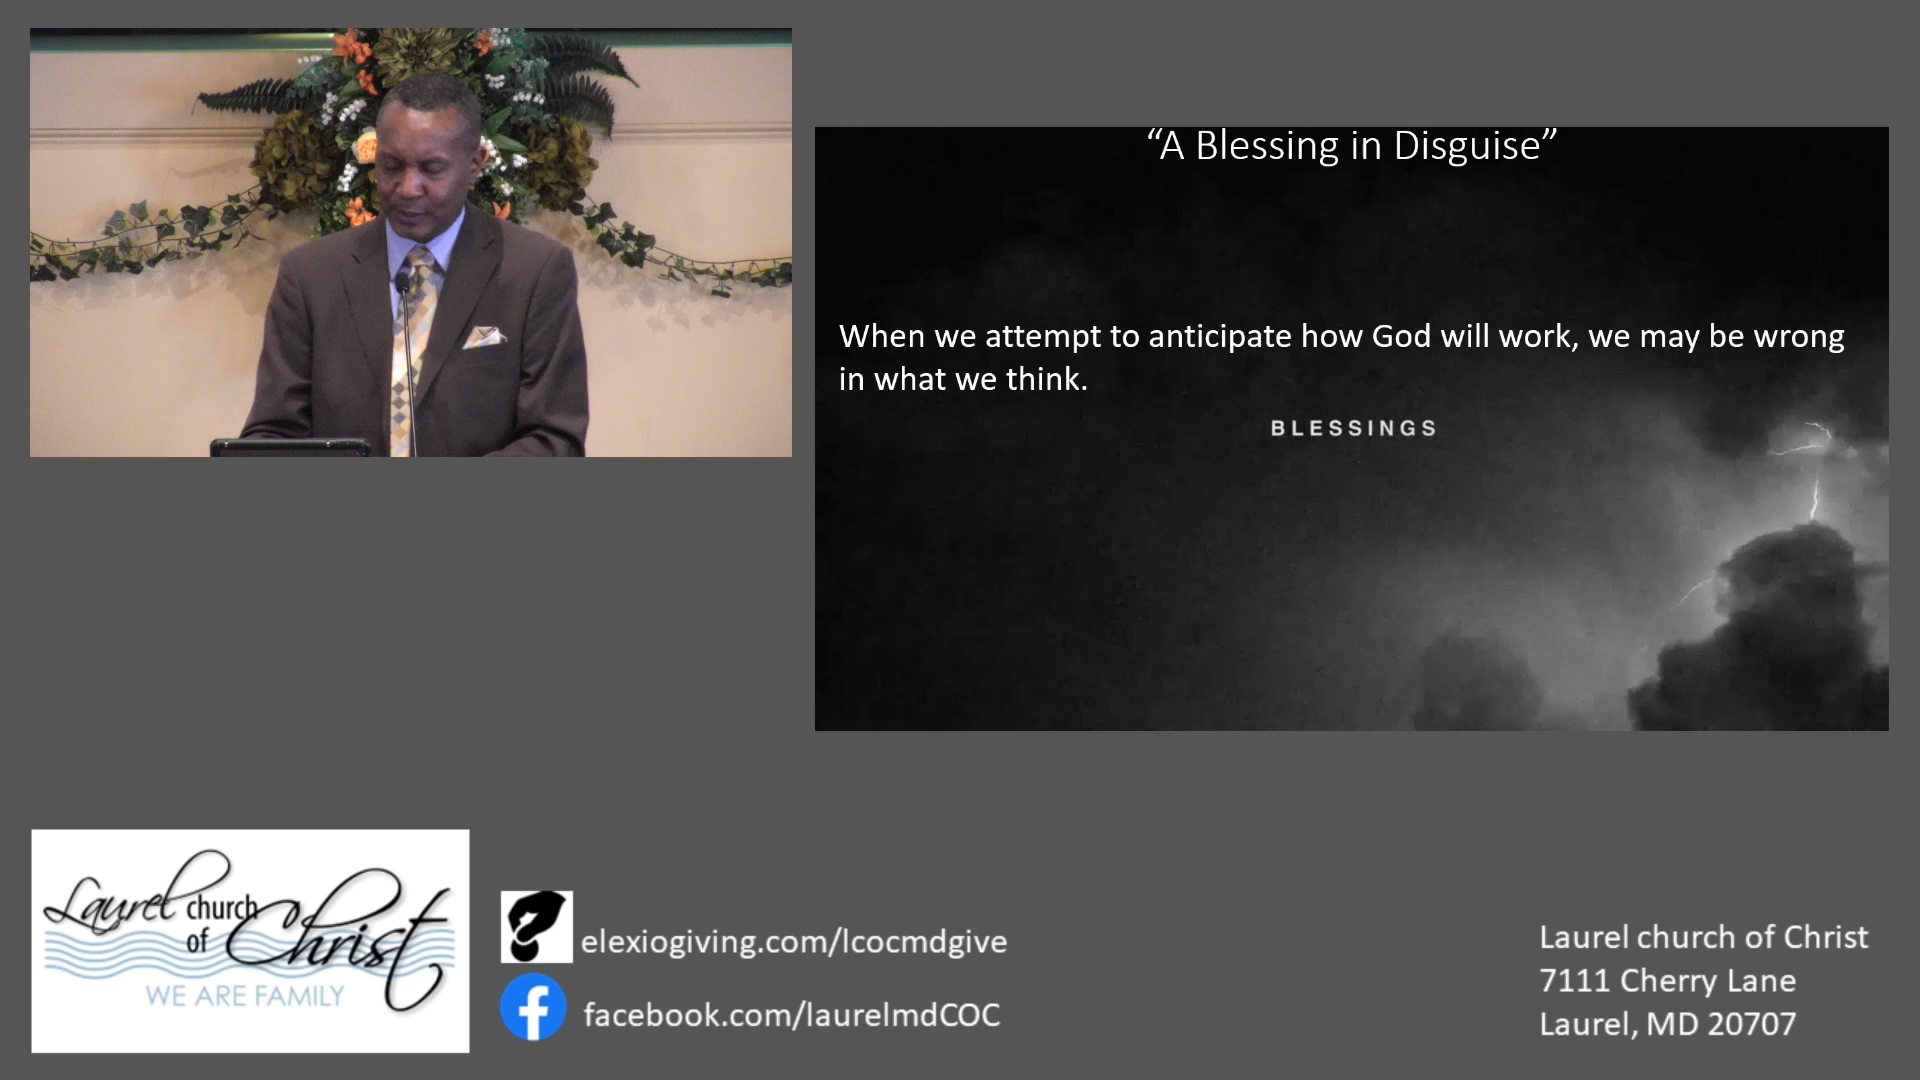 “A Blessing in Disguise”
When we attempt to anticipate how God will work, we may be wrong
in what we think.
BLESSINGS
Laurel church
of Christ
WE ARE FAMILY
elexiogiving.com/lcocmdgive
facebook.com/laurelmdCOC
Laurel church of Christ
7111 Cherry Lane
Laurel, MD 20707